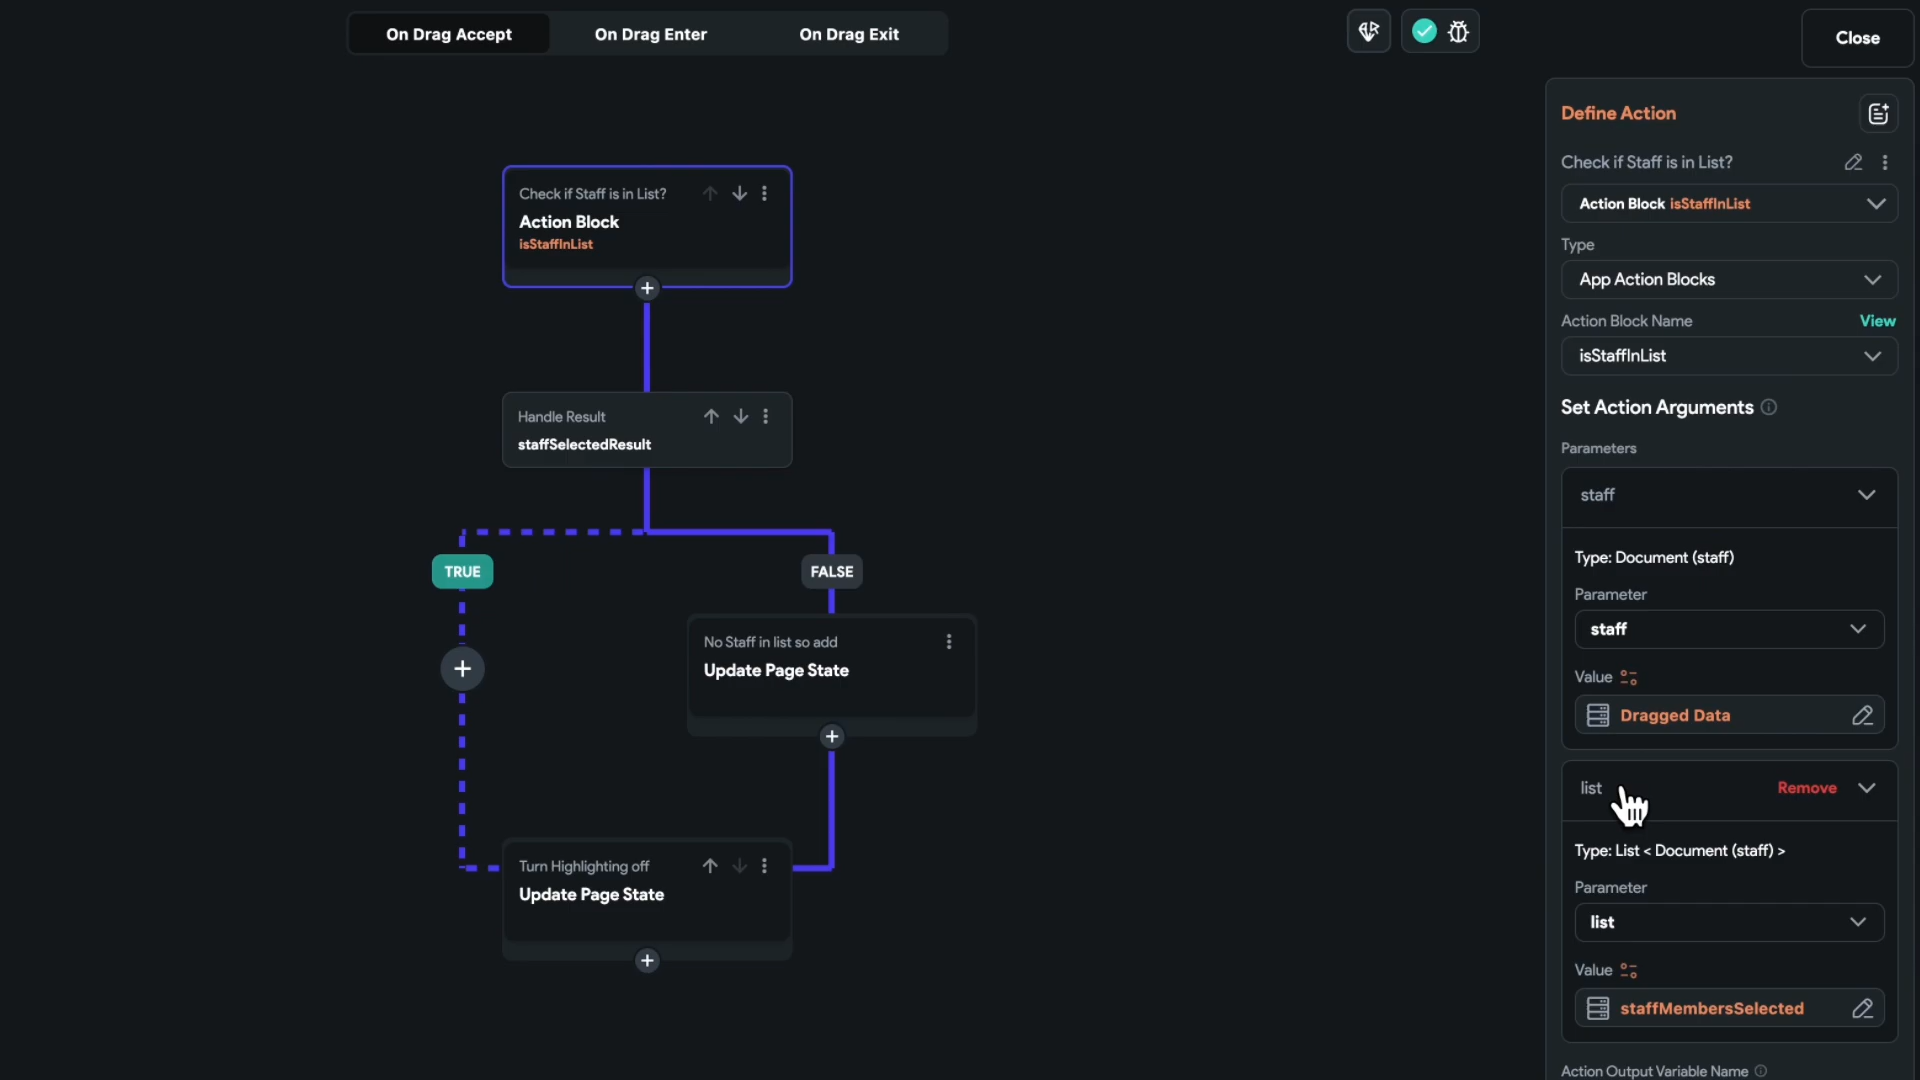 On Drag Accept
On Drag Enter
On Drag Exit
Close
Define Action
Check if Staff is in List?
Action Block isStaffInList
Type
App Action Blocks
Action Block Name
View
isStaffInList
Set Action Arguments
Parameters
staff
Type: Document (staff)
Parameter
staff
Value
Dragged Data
list
Remove
Type: List < Document (staff) >
Parameter
list
Value
staffMembersSelected
Action Output Variable Name
Check if Staff is in List?
Action Block
isStaffInList
Handle Result
staffSelectedResult
TRUE
FALSE
No Staff in list so add
Update Page State
Turn Highlighting off
Update Page State